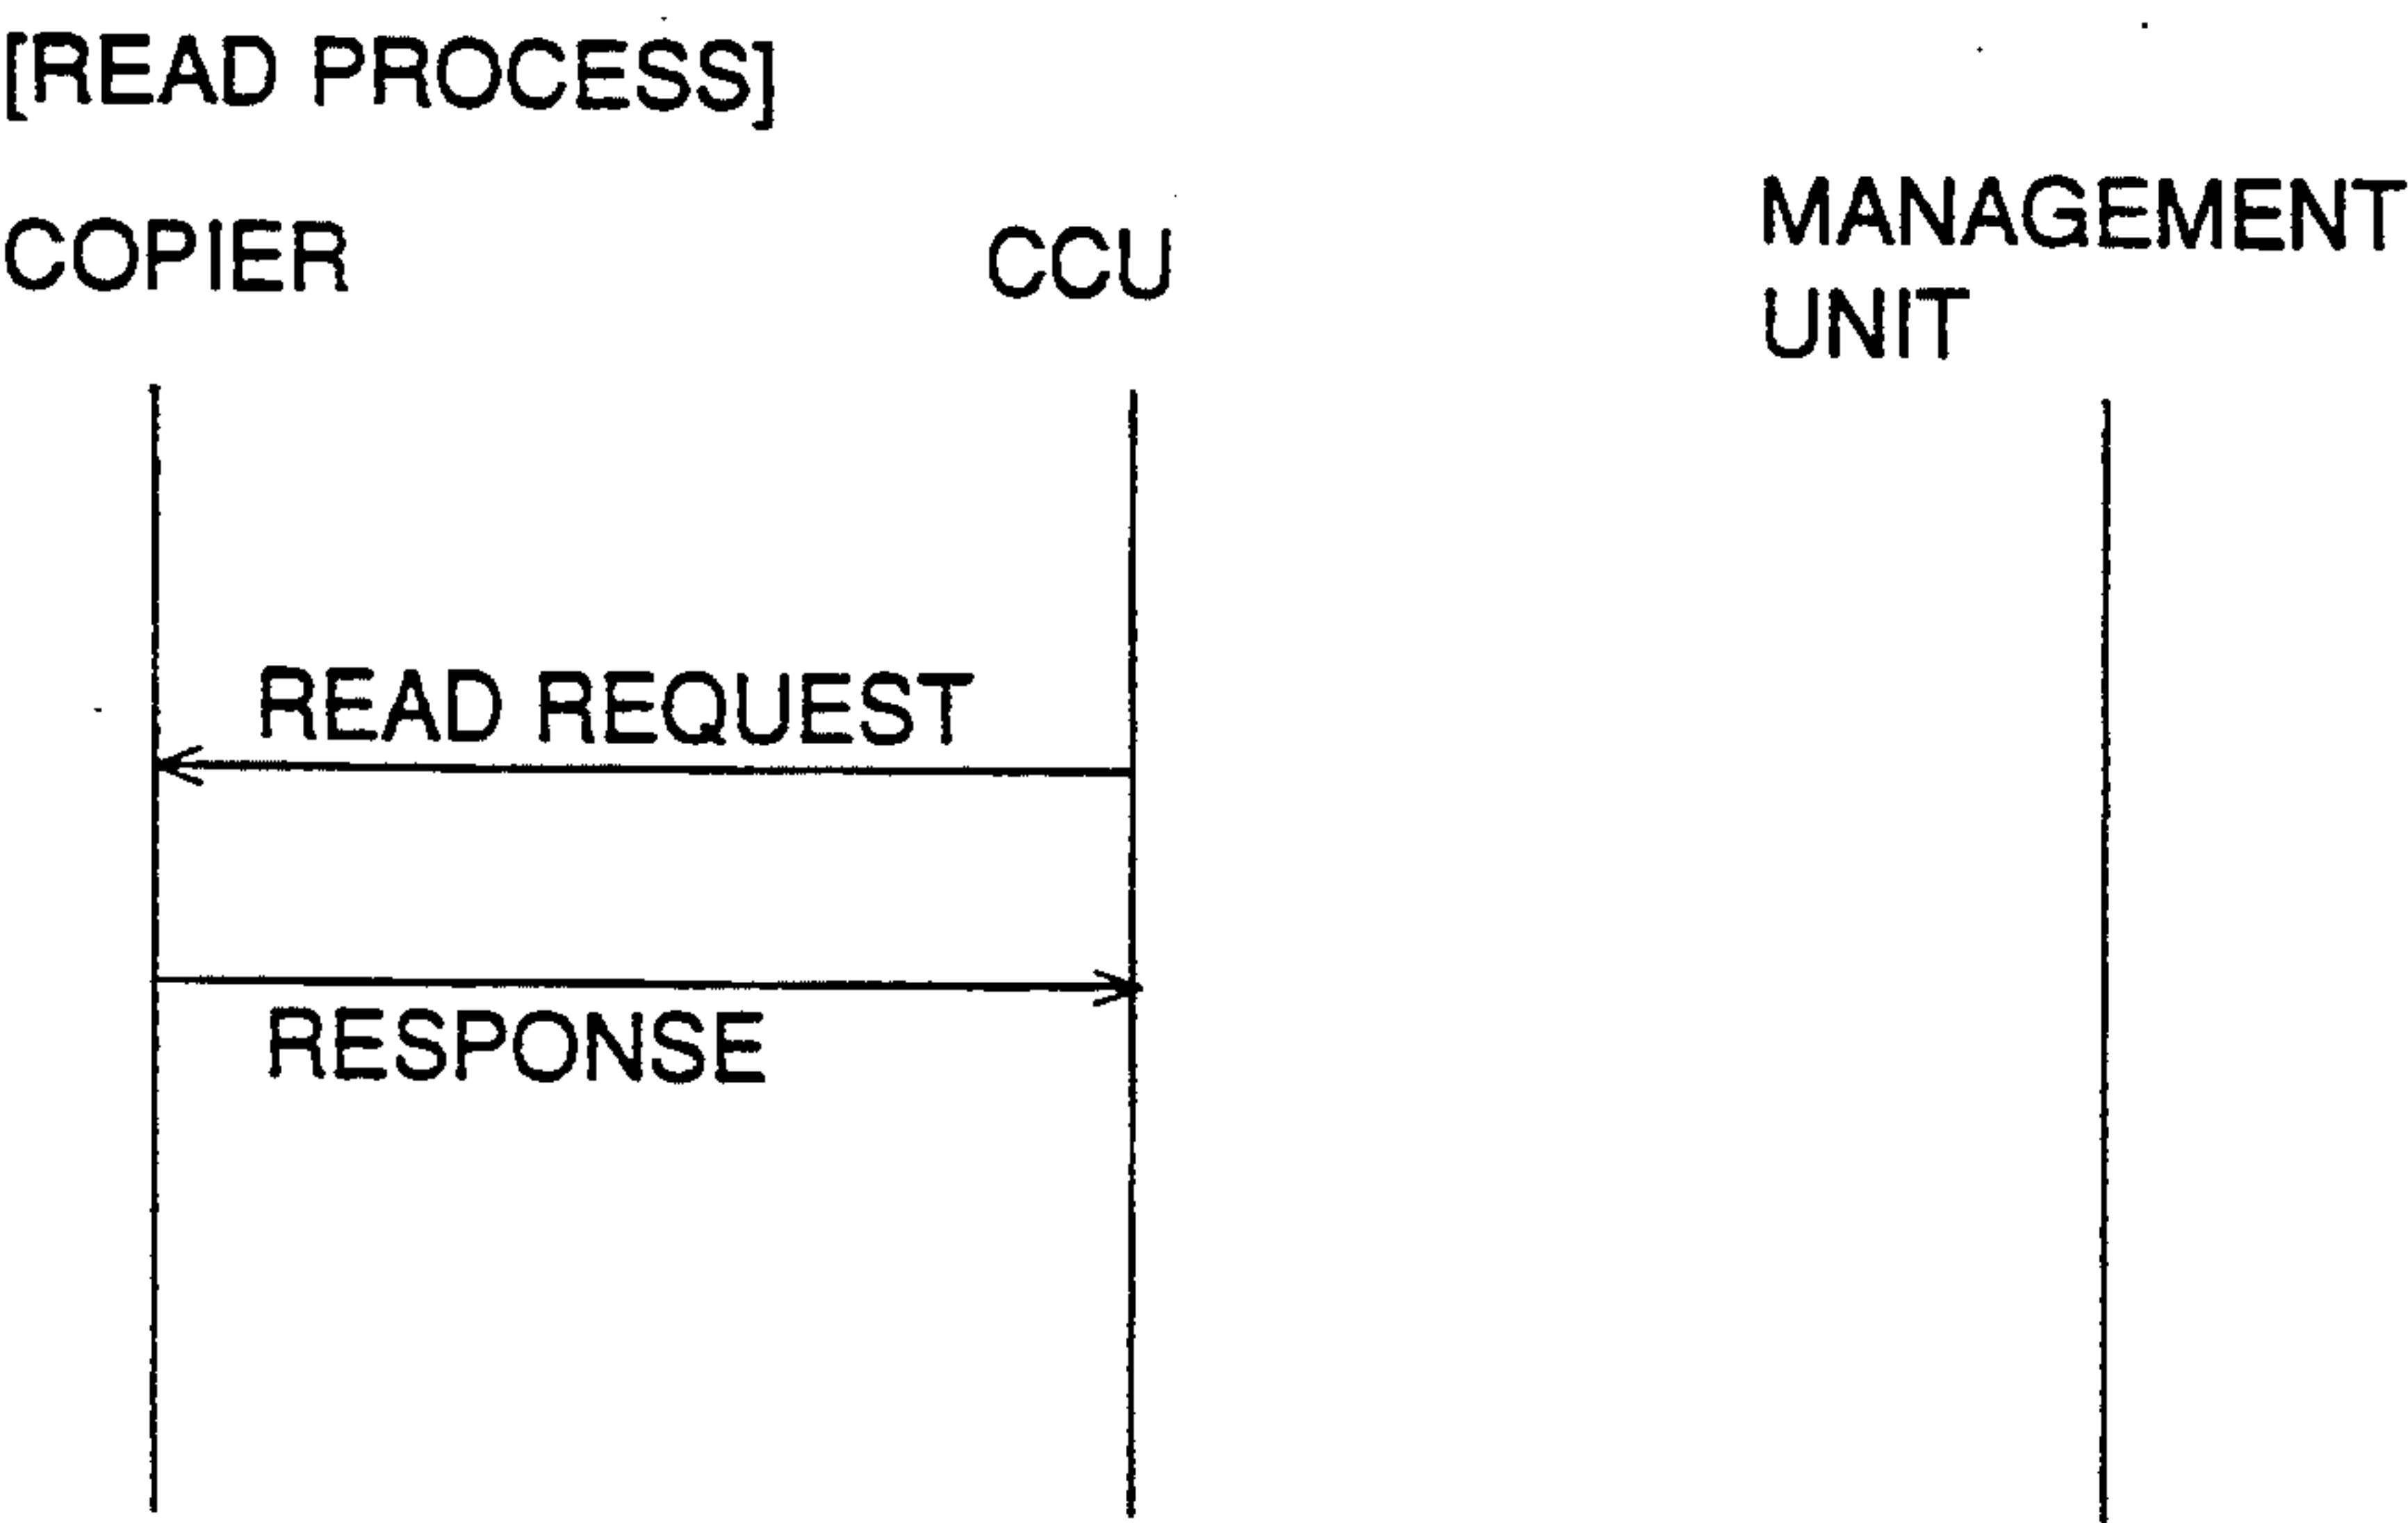 [READ PROCESS]
COPIER
CCU
MANAGEMENT
UNIT
READ REQUEST
RESPONSE